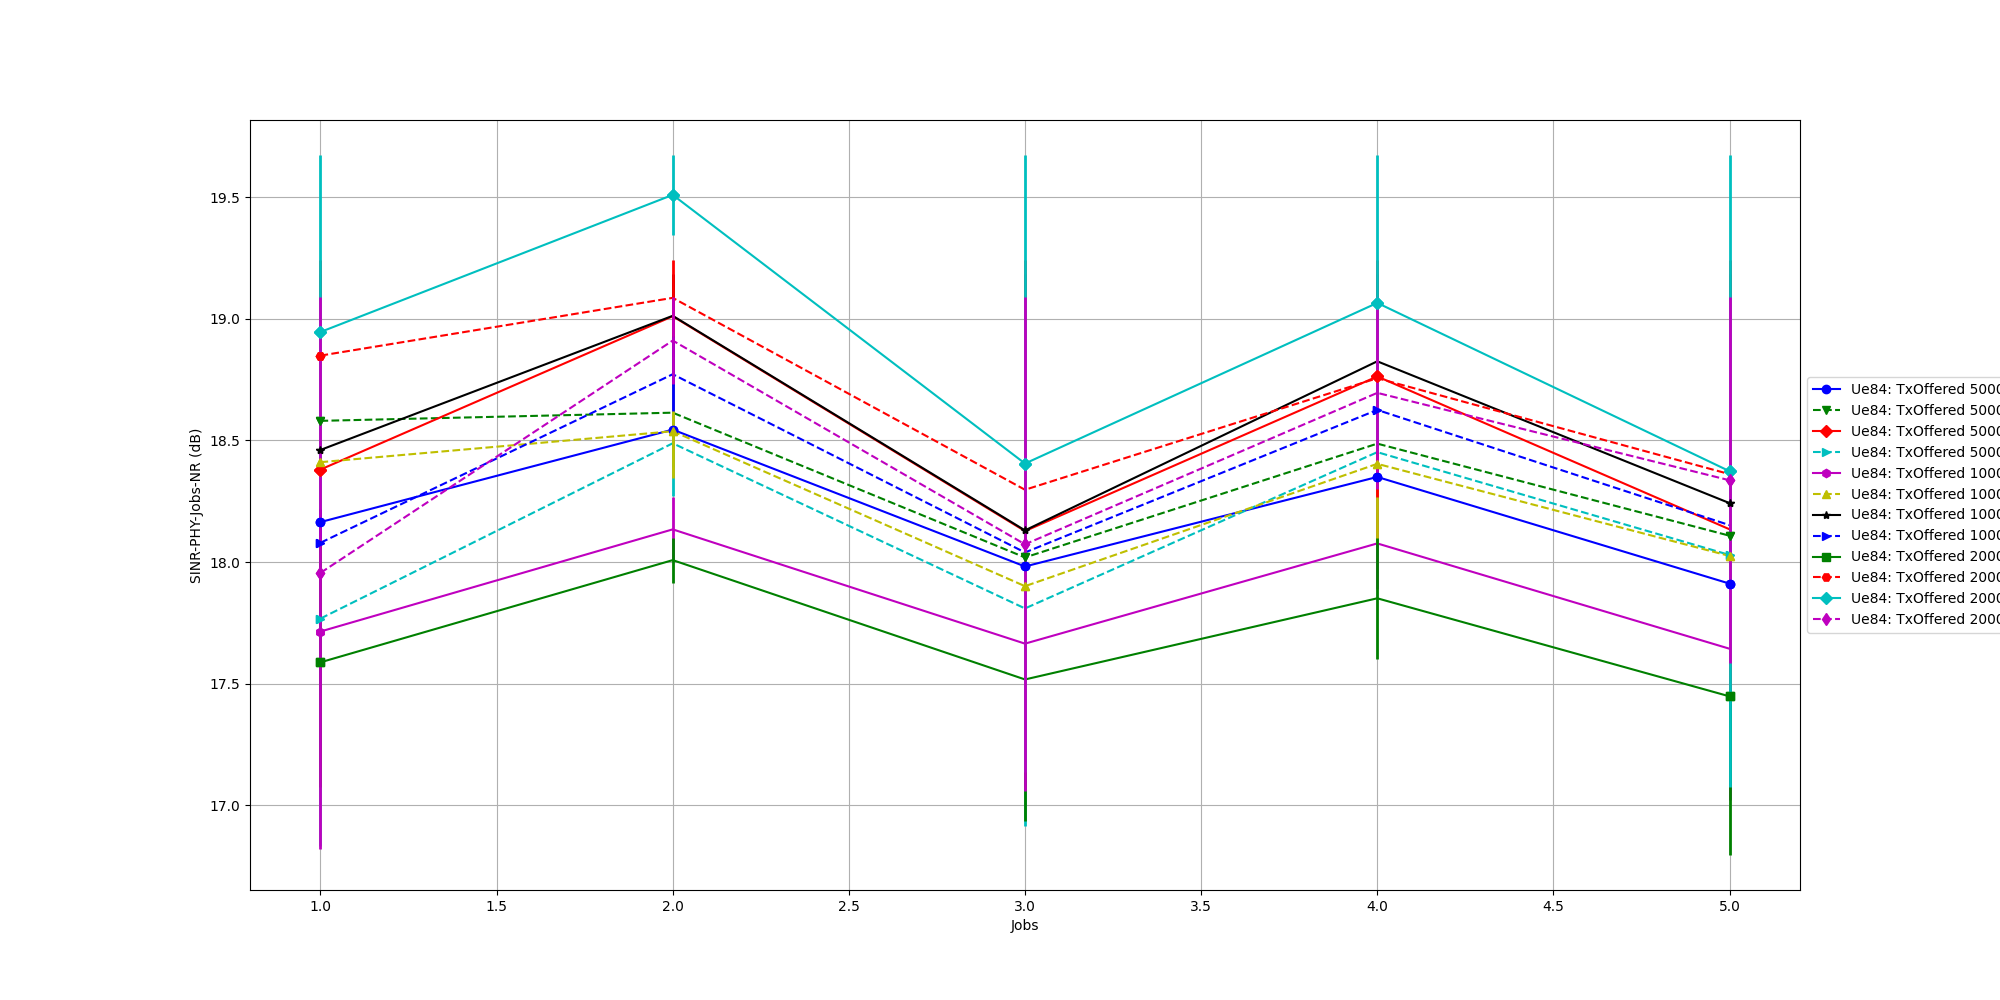 19.5
19.0
18.5
18.0
17.5
17.0
SINR-PHY-Jobs-NR (dB)
1.0 1.5 2.0 2.5 3.0 3.5 4.0 4.5 5.0
Jobs
Ue84: TxOffered 5000
Ue84: TxOffered 5000
Ue84: TxOffered 5000
Ue84: TxOffered 5000
Ue84: TxOffered 1000
Ue84: TxOffered 1000
Ue84: TxOffered 1000
Ue84: TxOffered 1000
Ue84: TxOffered 2000
Ue84: TxOffered 2000
Ue84: TxOffered 2000
Ue84: TxOffered 2000